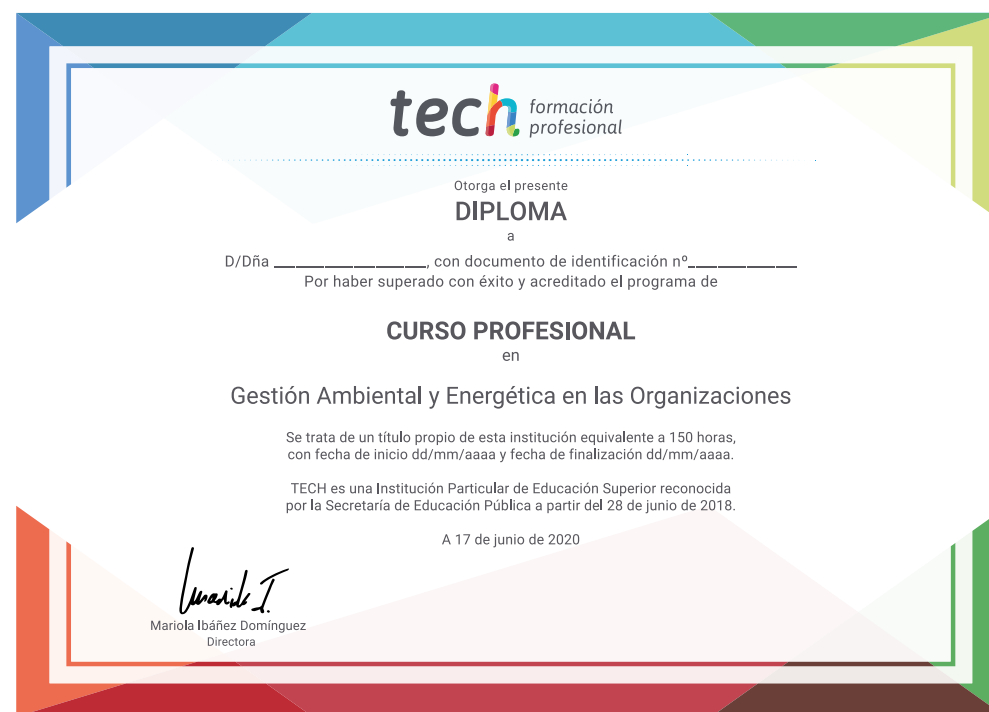 tech formación
profesional
Otorga el presente
DIPLOMA
a
D/Dña ____________________, con documento de identificación nº______________
Por haber superado con éxito y acreditado el programa de
CURSO PROFESIONAL
en
Gestión Ambiental y Energética en las Organizaciones
Se trata de un título propio de esta institución equivalente a 150 horas,
con fecha de inicio dd/mm/aaaa y fecha de finalización dd/mm/aaaa.
TECH es una Institución Particular de Educación Superior reconocida
por la Secretaría de Educación Pública a partir del 28 de junio de 2018.
A 17 de junio de 2020
Mariola Ibáñez Domínguez
Directora